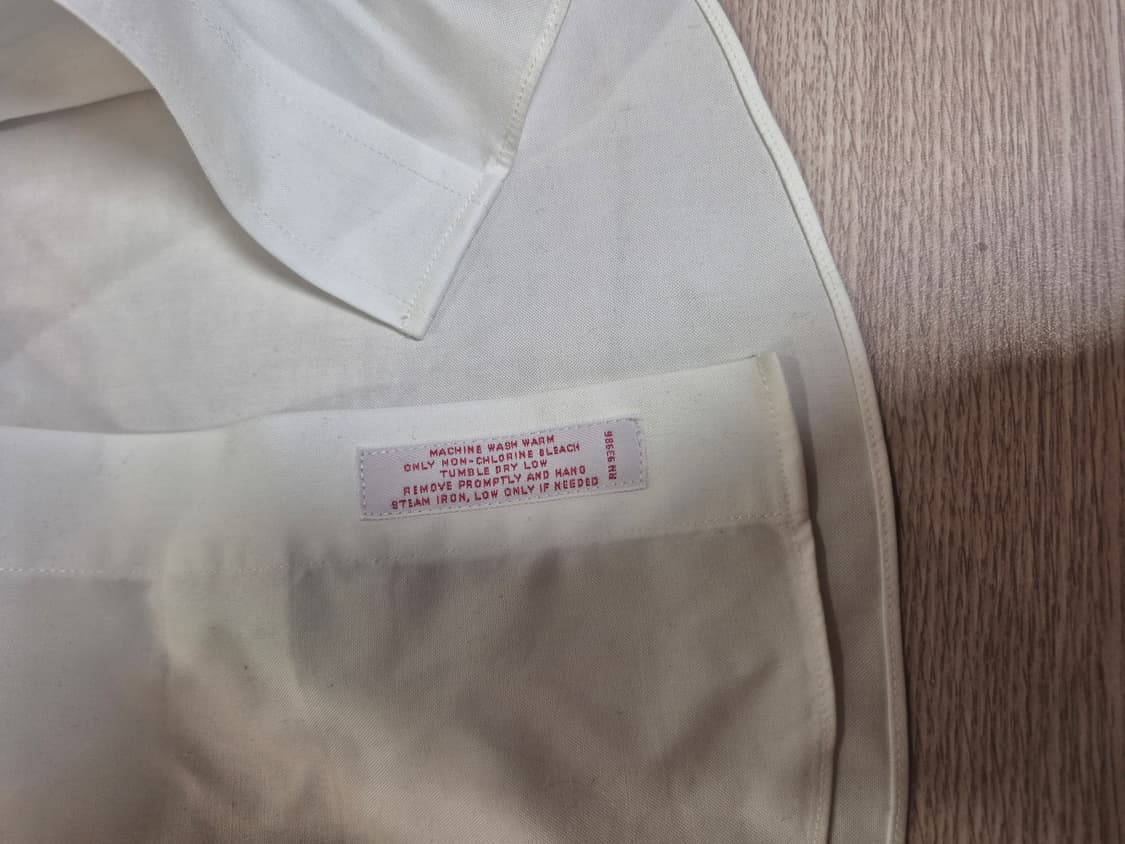 MACHINE WASH WARM
ONLY NON-CHLORINE BLEACH
TUMBLE DRY LOW
REMOVE PROMPTLY AND HANG
STEAM IRON, LOW ONLY IF NEEDED
RN 93986